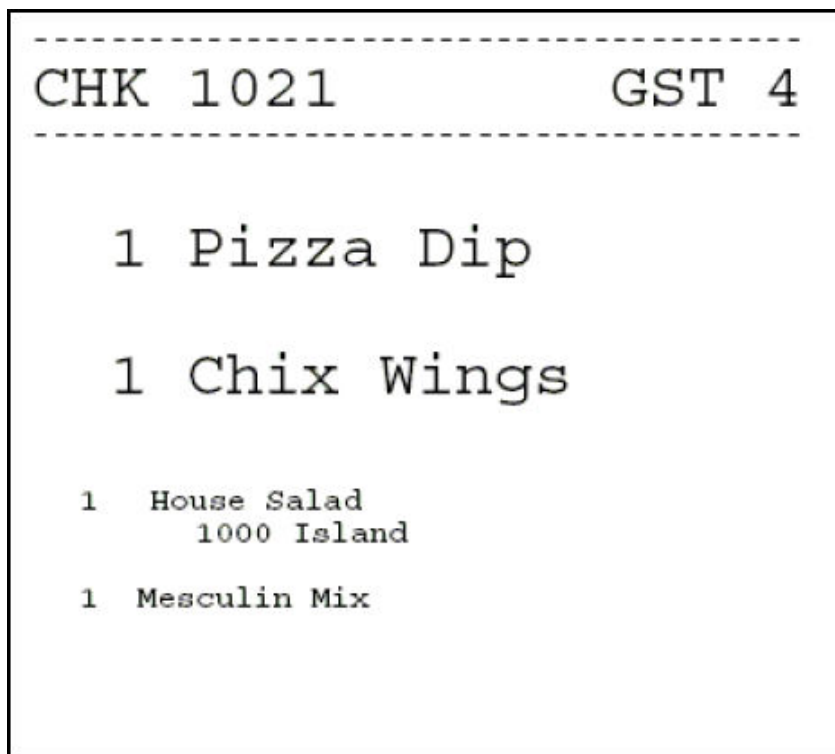 CHK 1021 GST 4
1 Pizza Dip
1 Chix Wings
1 House Salad
1000 Island
1 Mesculin Mix